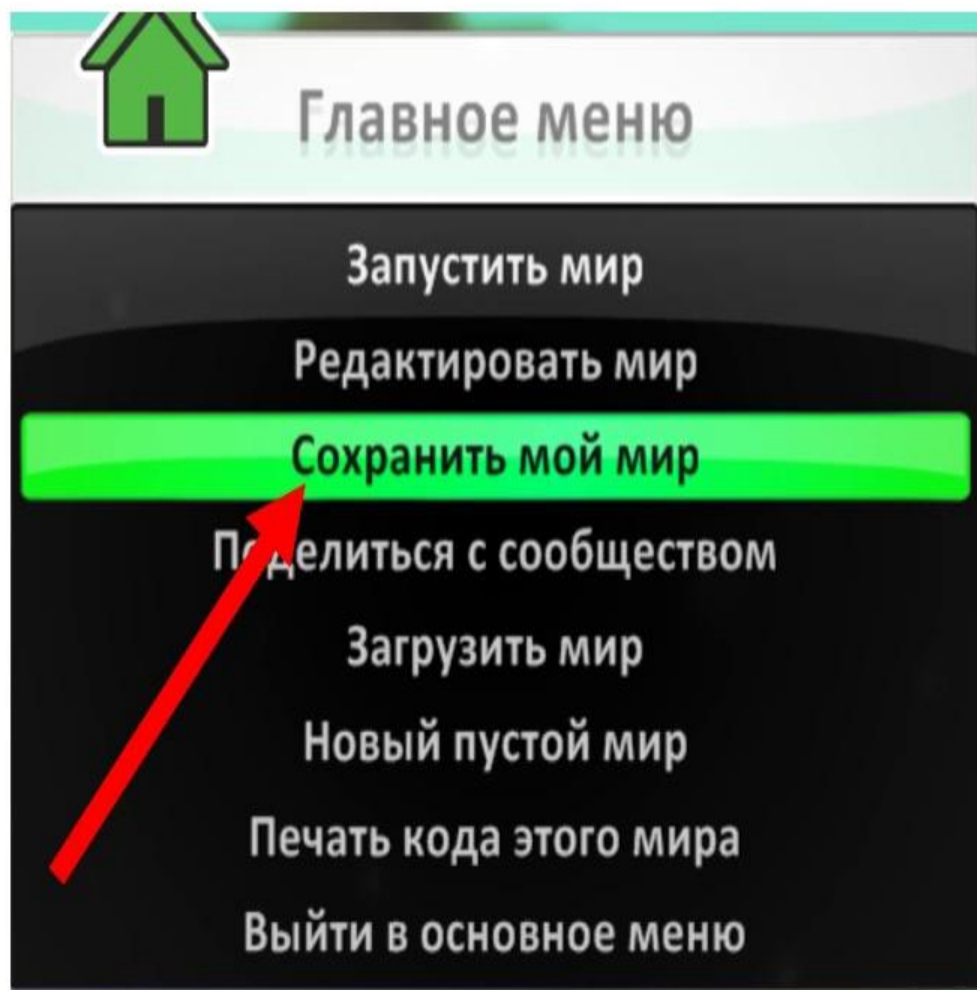 Главное меню
Запустить мир
Редактировать мир
Сохранить мой мир
Поделиться с сообществом
Загрузить мир
Новый пустой мир
Печать кода этого мира
Выйти в основное меню